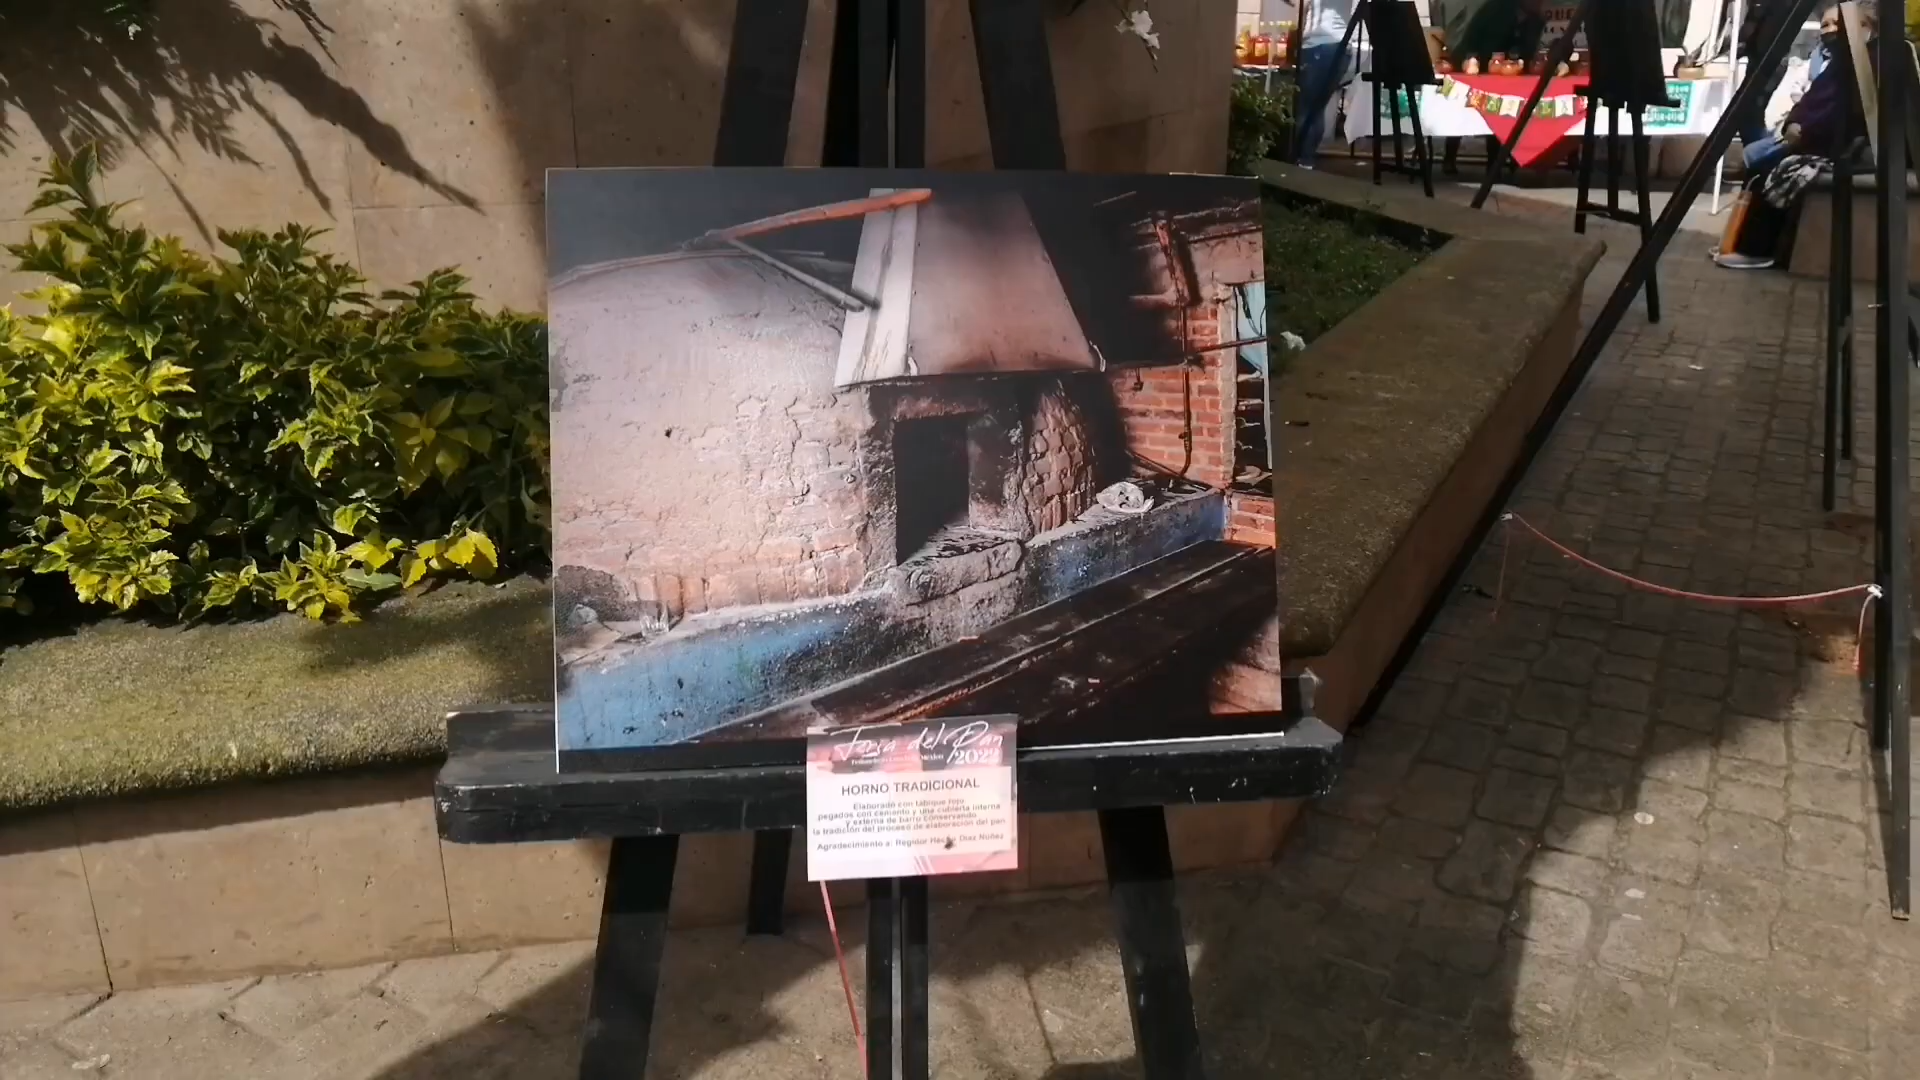 Feria del Pan
/2022
HORNO TRADICIONAL
Elaborado con tabique rojo
pegados con cemento y una cubierta interna
y externa de barro conservando
la tradición del proceso de elaboración del pan
Agradecimiento a: Regidor Héctor Díaz Núñez